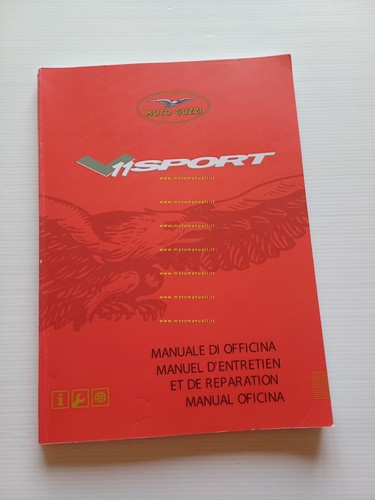 MOTO GUZZI
V11SPORT
www.motomanuali.it
www.motomanuali.it
www.motomanuali.it
www.motomanuali.it
www.motomanuali.it
www.motomanuali.it
www.motomanuali.it
MANUALE DI OFFICINA
MANUEL D'ENTRETIEN
ET DE REPARATION
MANUAL OFICINA
i